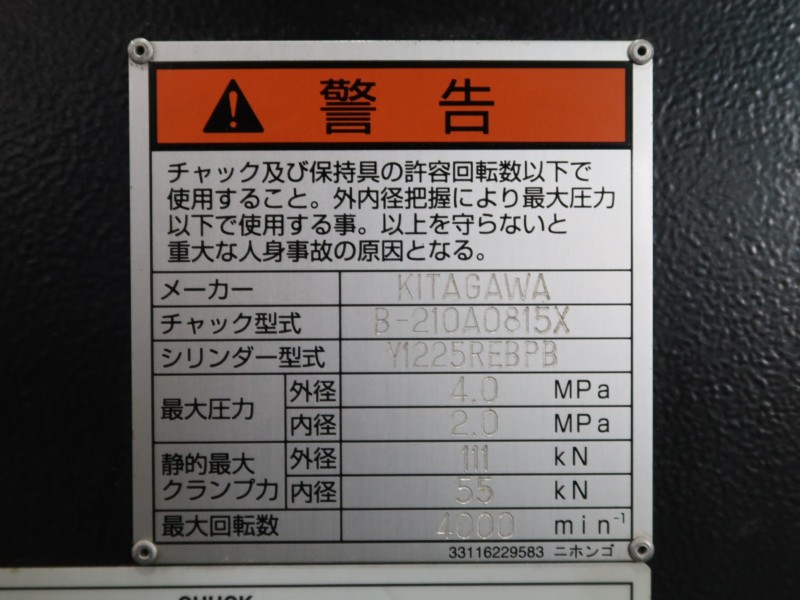 警告
チャック及び保持具の許容回転数以下で
使用すること。外内径把握により最大圧力
以下で使用する事。以上を守らないと
重大な人身事故の原因となる。
メーカー KITAGAWA
チャック型式 B-210A0815X
シリンダー型式 Y1225REBPB
最大圧力 外径 4.0 MPa
内径 2.0 MPa
静的最大クランプ力 外径 111 kN
内径 55 kN
最大回転数 4000 min⁻¹
33116229583 ニホンゴ